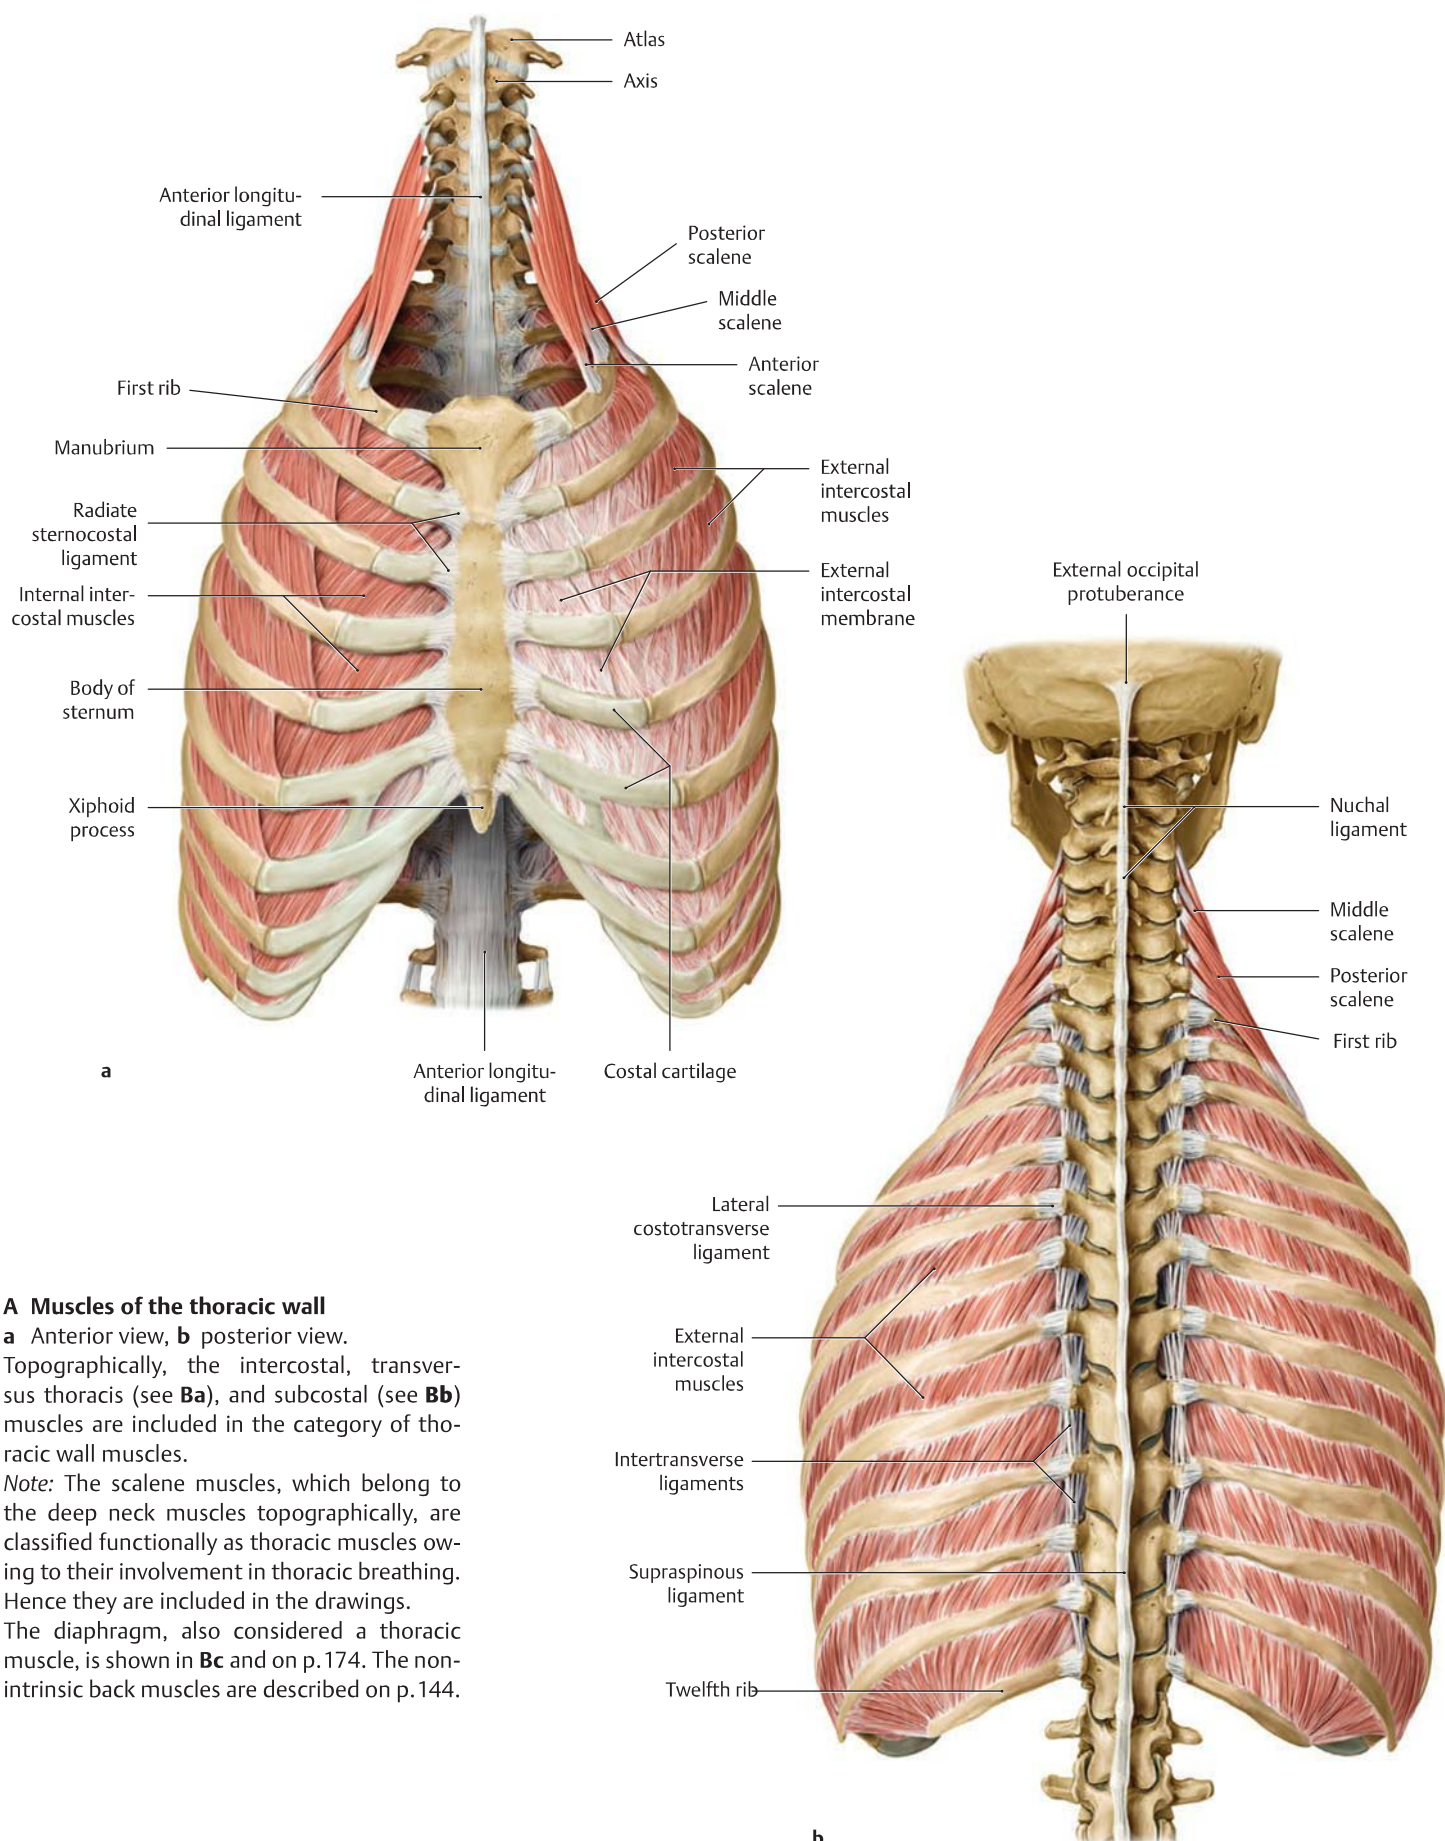 Atlas
Axis
Anterior longitu-
dinal ligament
Posterior
scalene
Middle
scalene
Anterior
scalene
First rib
Manubrium
External
intercostal
muscles
Radiate
sternocostal
ligament
External
intercostal
membrane
Internal inter-
costal muscles
Body of
sternum
Xiphoid
process
a
Anterior longitu-
dinal ligament
Costal cartilage
External occipital
protuberance
Nuchal
ligament
Middle
scalene
Posterior
scalene
First rib
Lateral
costotransverse
ligament
External
intercostal
muscles
Intertransverse
ligaments
Supraspinous
ligament
Twelfth rib
b
A Muscles of the thoracic wall
a Anterior view, b posterior view.
Topographically, the intercostal, transver-
sus thoracis (see Ba), and subcostal (see Bb)
muscles are included in the category of tho-
racic wall muscles.
Note: The scalene muscles, which belong to
the deep neck muscles topographically, are
classified functionally as thoracic muscles ow-
ing to their involvement in thoracic breathing.
Hence they are included in the drawings.
The diaphragm, also considered a thoracic
muscle, is shown in Bc and on p. 174. The non-
intrinsic back muscles are described on p. 144.